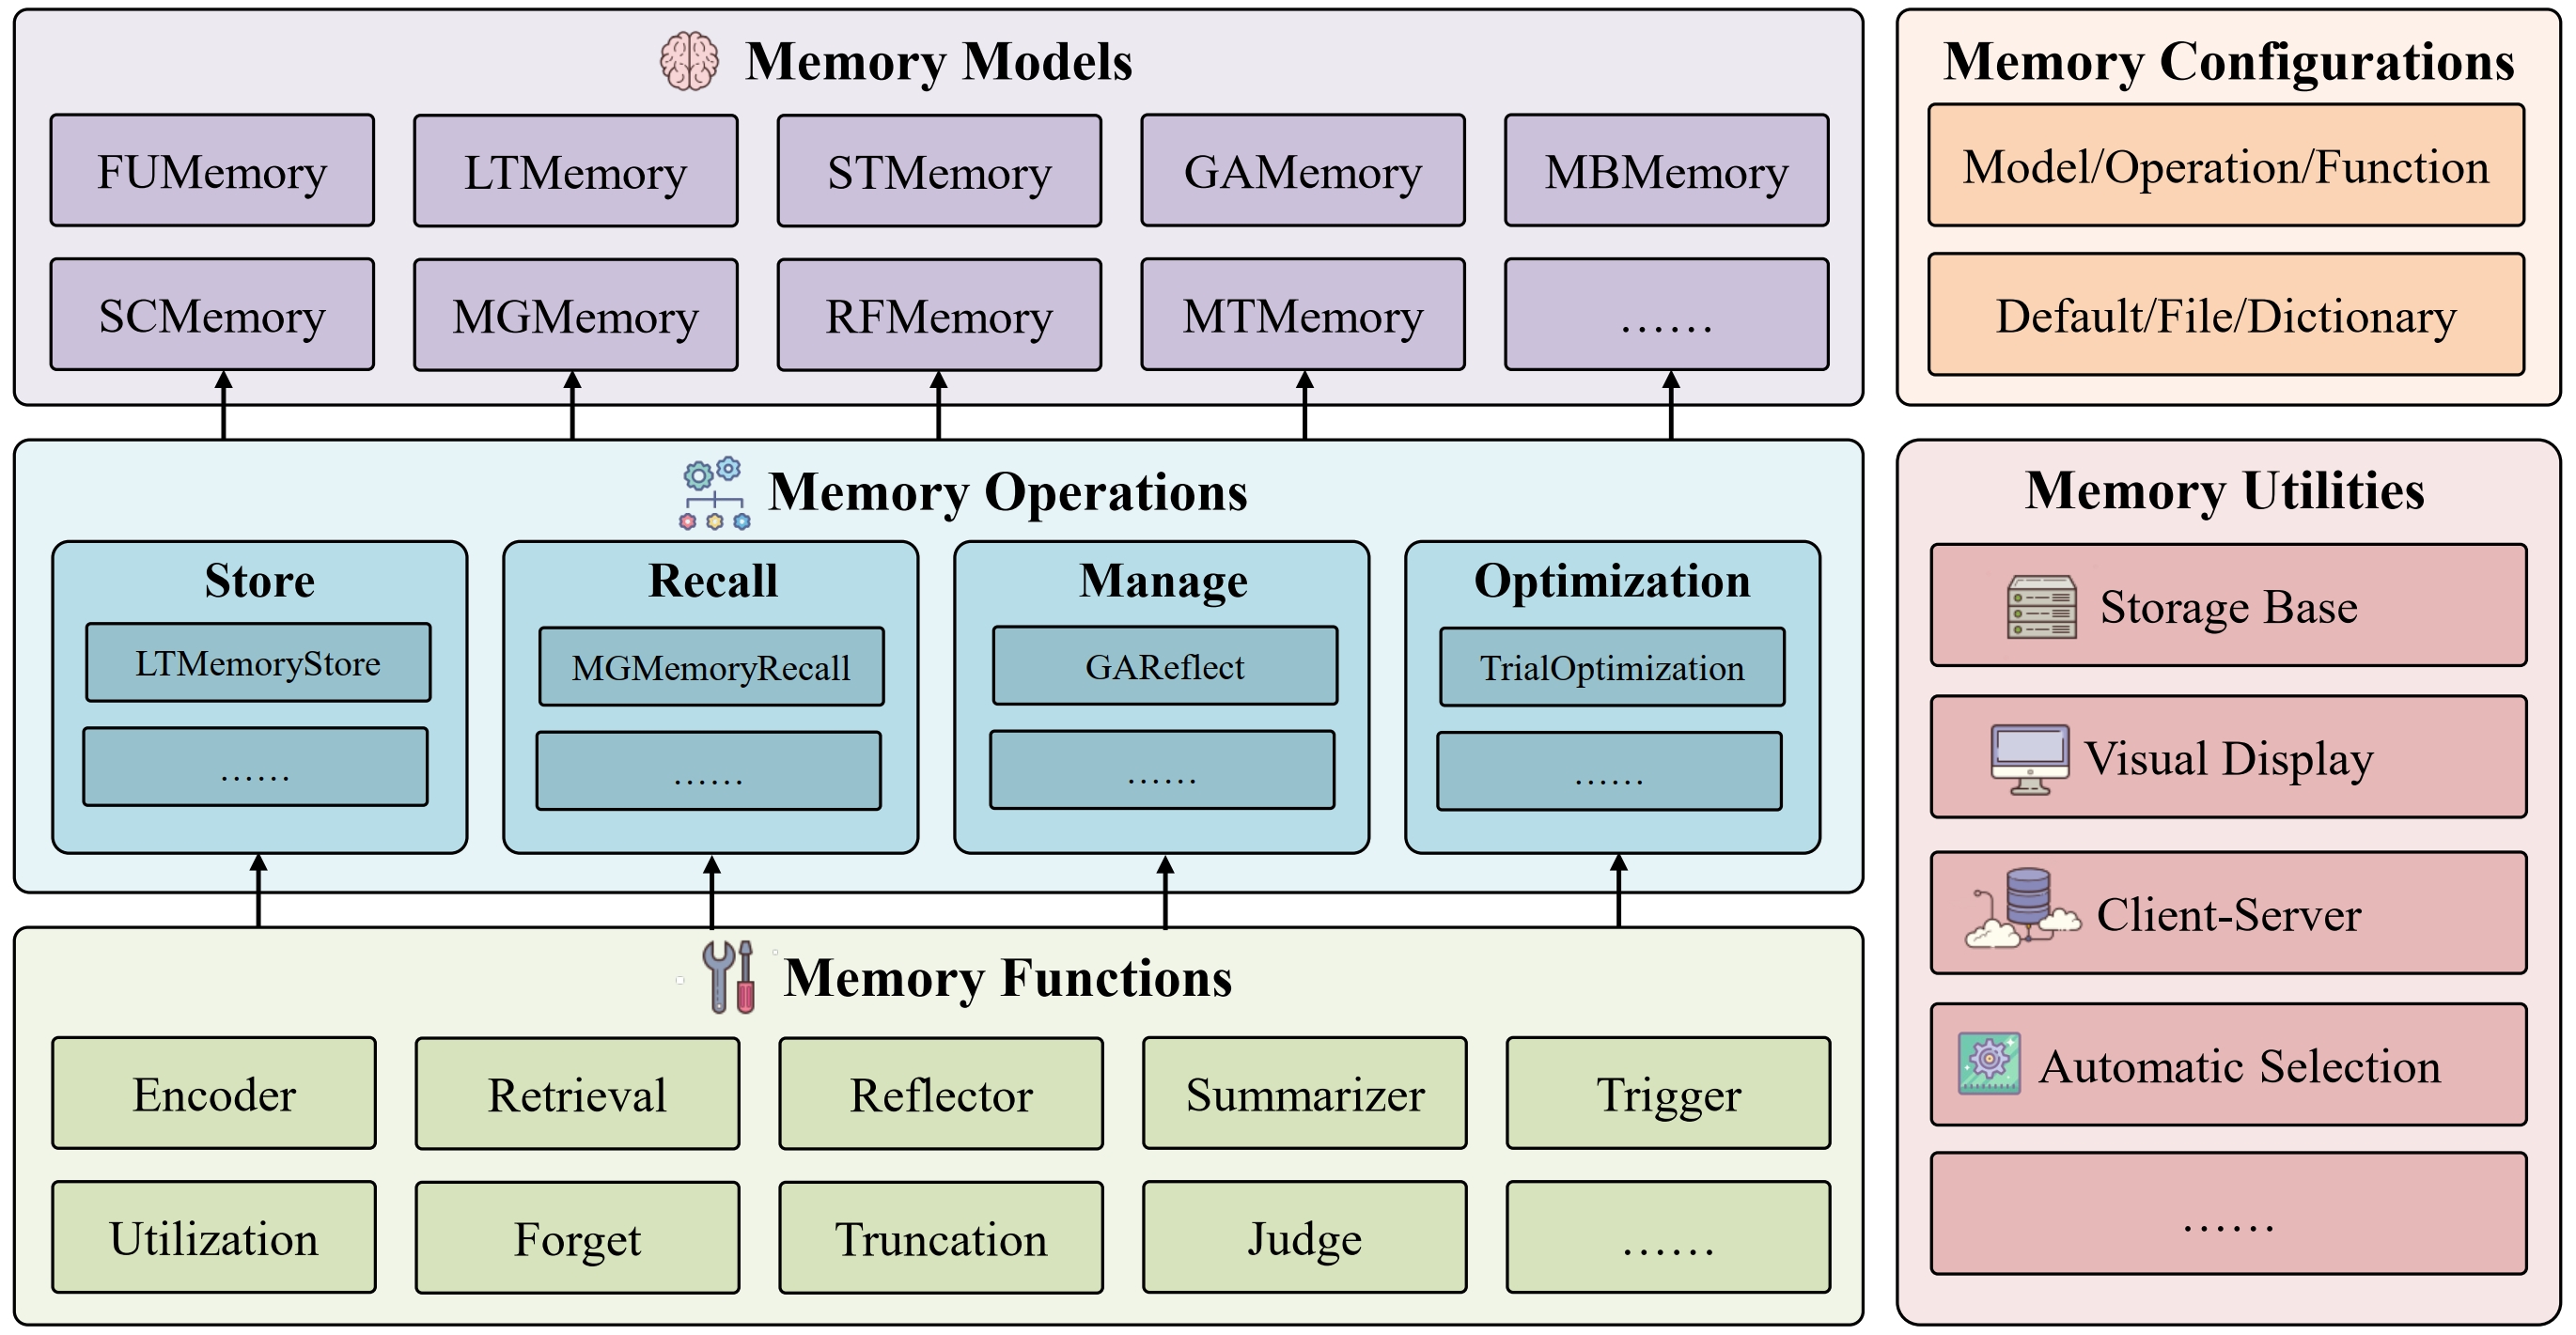 Memory Models
FUMemory
LTMemory
STMemory
GAMemory
MBMemory
SCMemory
MGMemory
RFMemory
MTMemory
……
Memory Operations
Store
LTMemoryStore
……
Recall
MGMemoryRecall
……
Manage
GAReflect
……
Optimization
TrialOptimization
……
Memory Functions
Encoder
Retrieval
Reflector
Summarizer
Trigger
Utilization
Forget
Truncation
Judge
……
Memory Configurations
Model/Operation/Function
Default/File/Dictionary
Memory Utilities
Storage Base
Visual Display
Client-Server
Automatic Selection
……